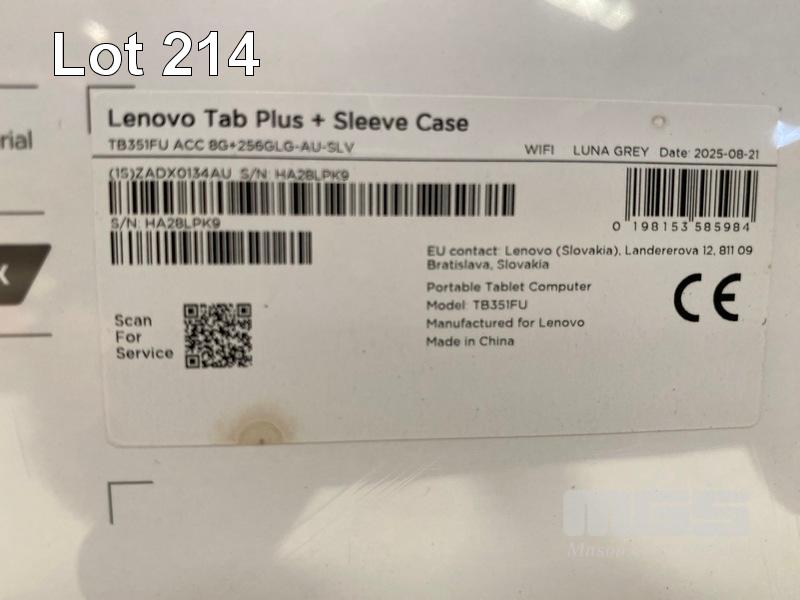 Lot 214
rial
Lenovo Tab Plus + Sleeve Case
TB351FU ACC 8G+256GLG-AU-SLV
WIFI LUNA GREY Date: 2025-08-21
(1S)ZADX0134AU S/N: HA28LPK9
S/N: HA28LPK9
0 198153 585984
EU contact: Lenovo (Slovakia), Landererova 12, 811 09
Bratislava, Slovakia
Portable Tablet Computer
Model: TB351FU
Manufactured for Lenovo
Made in China
CE
Scan
For
Service
X
MGS